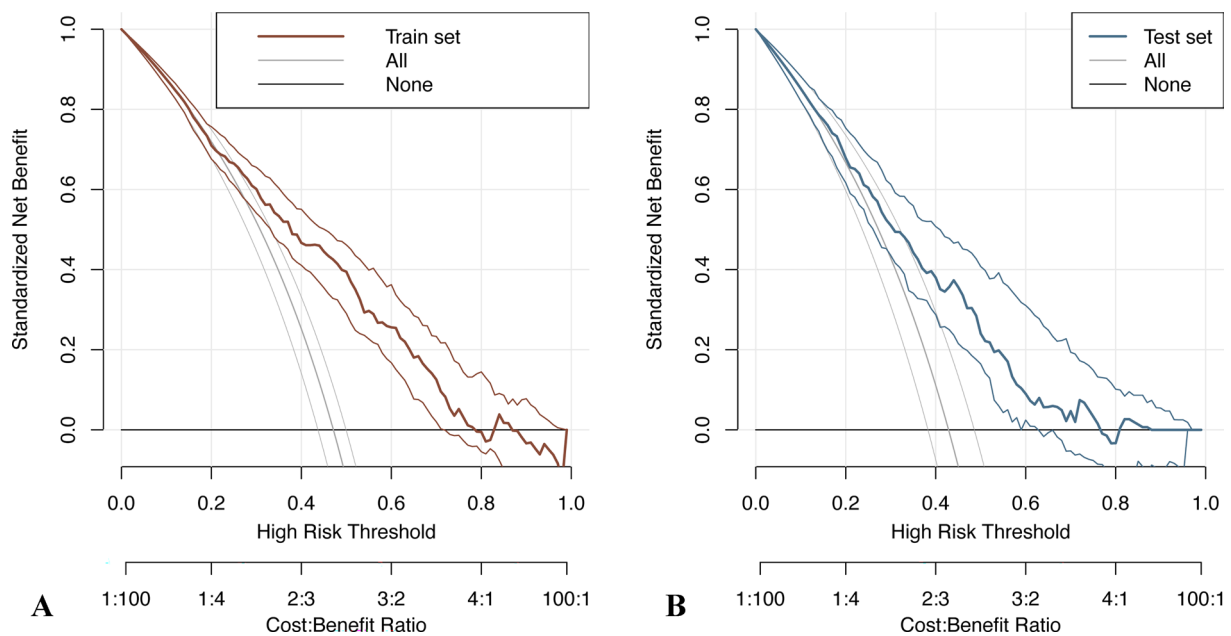 Train set
All
None
Standardized Net Benefit
1.0
0.8
0.6
0.4
0.2
0.0
0.0 0.2 0.4 0.6 0.8 1.0
High Risk Threshold
1:100 1:4 2:3 3:2 4:1 100:1
Cost:Benefit Ratio
A
Test set
All
None
Standardized Net Benefit
1.0
0.8
0.6
0.4
0.2
0.0
0.0 0.2 0.4 0.6 0.8 1.0
High Risk Threshold
1:100 1:4 2:3 3:2 4:1 100:1
Cost:Benefit Ratio
B